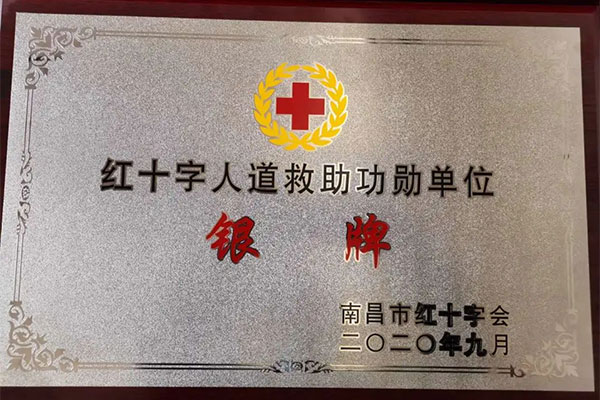 红十字人道救助功勋单位
银 牌
南昌市红十字会
二〇二〇年九月